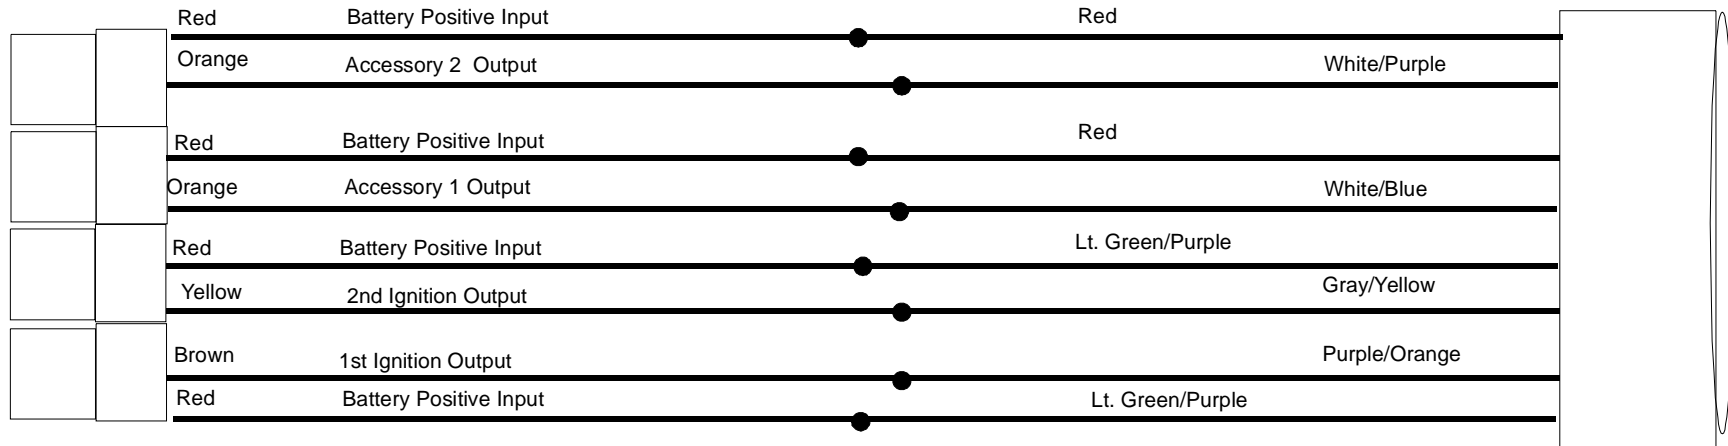 Red Battery Positive Input Red
Orange Accessory 2 Output White/Purple
Red Battery Positive Input Red
Orange Accessory 1 Output White/Blue
Red Battery Positive Input Lt. Green/Purple
Yellow 2nd Ignition Output Gray/Yellow
Brown 1st Ignition Output Purple/Orange
Red Battery Positive Input Lt. Green/Purple